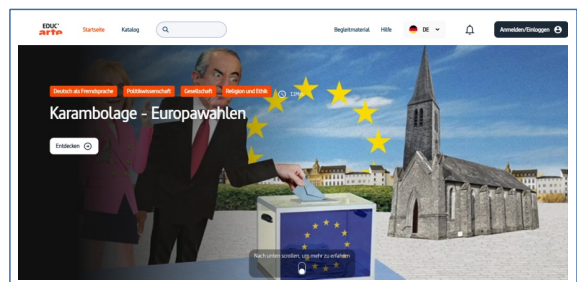 EDUC'
arte
Startseite
Katalog
Begleitmaterial
Hilfe
DE
Anmelden/Einloggen
Deutsch als Fremdsprache
Politikwissenschaft
Gesellschaft
Religion und Ethik
Karambolage - Europawahlen
Entdecken
Nach unten scrollen, um mehr zu erfahren